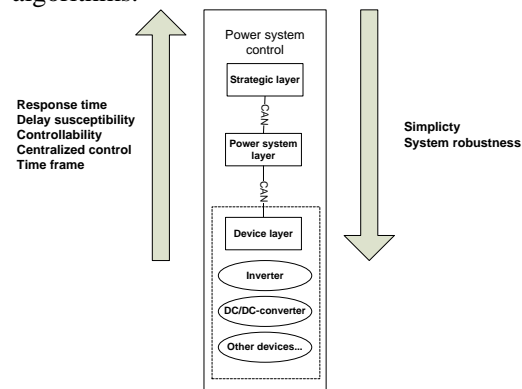 algorithms.
Power system
control
Strategic layer
CAN
Power system
layer
CAN
Device layer
Inverter
DC/DC-converter
Other devices...
Response time
Delay susceptibility
Controllability
Centralized control
Time frame
Simplicty
System robustness